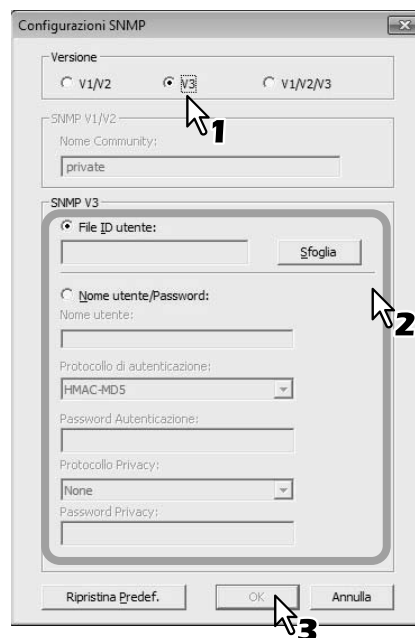 Configurazioni SNMP
Versione
V1/V2 V3 V1/V2/V3
1
SNMP V1/V2
Nome Community:
private
SNMP V3
File ID utente:
Sfoglia
Nome utente/Password:
2
Nome utente:
Protocollo di autenticazione:
HMAC-MD5
Password Autenticazione:
Protocollo Privacy:
None
Password Privacy:
Ripristina Predef. OK Annulla
3